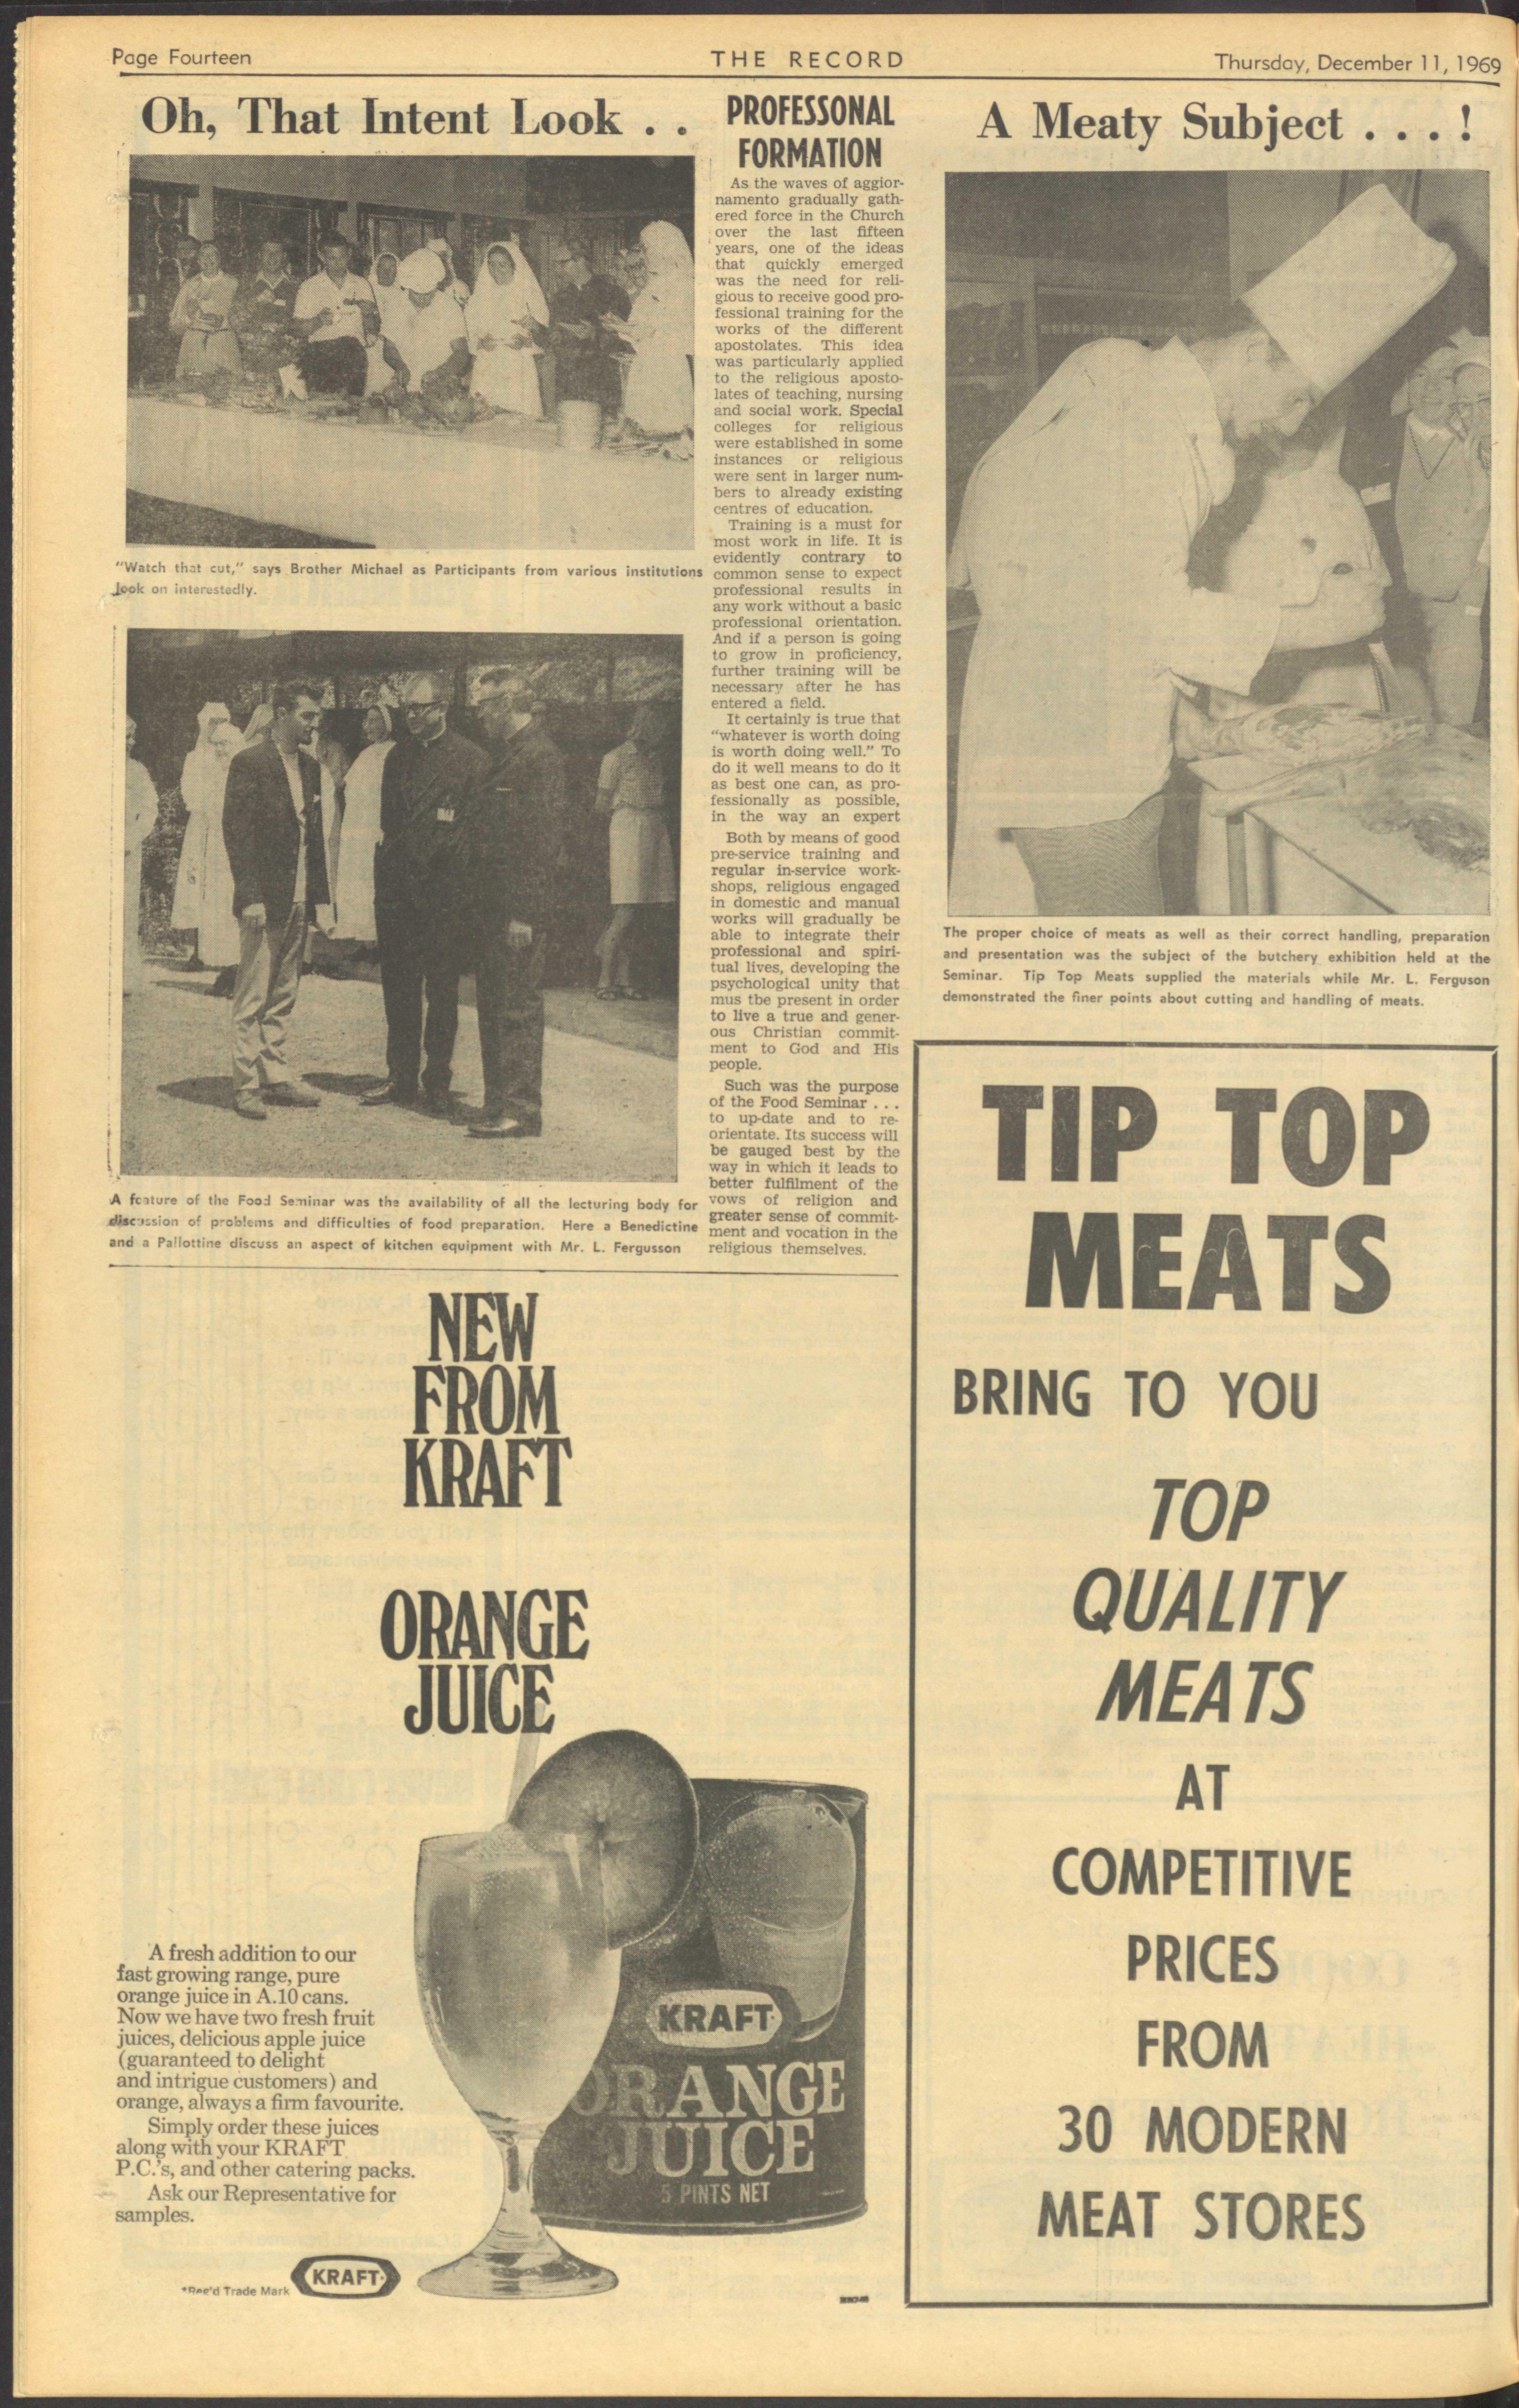 Page Fourteen
THE RECORD
Thursday, December 11, 1969
Oh, That Intent Look . .
"Watch that cut," says Brother Michael as Participants from various institutions
look on interestedly.
A feature of the Food Seminar was the availability of all the lecturing body for
discussion of problems and difficulties of food preparation. Here a Benedictine
and a Pallottine discuss an aspect of kitchen equipment with Mr. L. Fergusson
PROFESSONAL
FORMATION
As the waves of aggior-
namento gradually gath-
ered force in the Church
over the last fifteen
years, one of the ideas
that quickly emerged
was the need for reli-
gious to receive good pro-
fessional training for the
works of the different
apostolates. This idea
was particularly applied
to the religious aposto-
lates of teaching, nursing
and social work. Special
colleges for religious
were established in some
instances or religious
were sent in larger num-
bers to already existing
centres of education.
Training is a must for
most work in life. It is
evidently contrary to
common sense to expect
professional results in
any work without a basic
professional orientation.
And if a person is going
to grow in proficiency,
further training will be
necessary after he has
entered a field.
It certainly is true that
"whatever is worth doing
is worth doing well." To
do it well means to do it
as best one can, as pro-
fessionally as possible,
in the way an expert
Both by means of good
pre-service training and
regular in-service work-
shops, religious engaged
in domestic and manual
works will gradually be
able to integrate their
professional and spiri-
tual lives, developing the
psychological unity that
mus tbe present in order
to live a true and gener-
ous Christian commit-
ment to God and His
people.
Such was the purpose
of the Food Seminar . . .
to up-date and to re-
orientate. Its success will
be gauged best by the
way in which it leads to
better fulfilment of the
vows of religion and
greater sense of commit-
ment and vocation in the
religious themselves.
A Meaty Subject . . . !
The proper choice of meats as well as their correct handling, preparation
and presentation was the subject of the butchery exhibition held at the
Seminar. Tip Top Meats supplied the materials while Mr. L. Ferguson
demonstrated the finer points about cutting and handling of meats.
NEW
FROM
KRAFT
ORANGE
JUICE
A fresh addition to our
fast growing range, pure
orange juice in A.10 cans.
Now we have two fresh fruit
juices, delicious apple juice
(guaranteed to delight
and intrigue customers) and
orange, always a firm favourite.
Simply order these juices
along with your KRAFT
P.C.'s, and other catering packs.
Ask our Representative for
samples.
*Reg'd Trade Mark
KRAFT
KRAFT
ORANGE
JUICE
5 PINTS NET
TIP TOP
MEATS
BRING TO YOU
TOP
QUALITY
MEATS
AT
COMPETITIVE
PRICES
FROM
30 MODERN
MEAT STORES